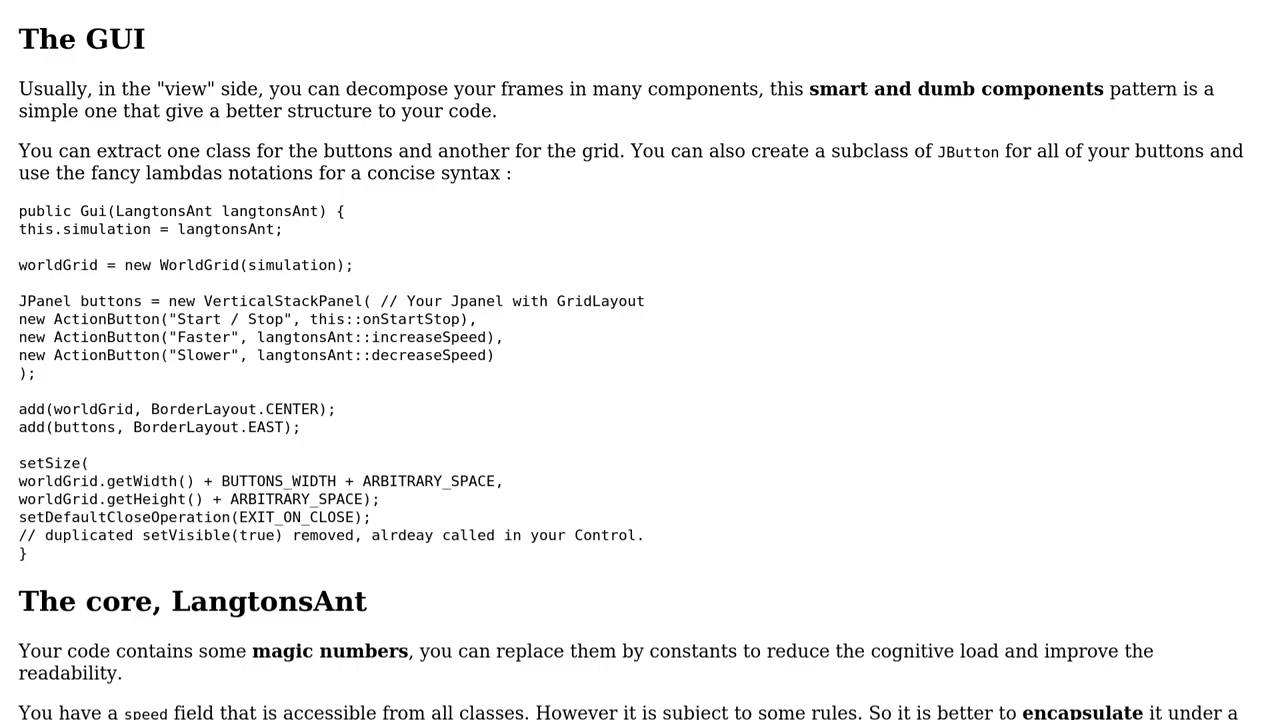 The GUI
Usually, in the "view" side, you can decompose your frames in many components, this smart and dumb components pattern is a
simple one that give a better structure to your code.
You can extract one class for the buttons and another for the grid. You can also create a subclass of JButton for all of your buttons and
use the fancy lambdas notations for a concise syntax :
public Gui(LangtonsAnt langtonsAnt) {
this.simulation = langtonsAnt;
worldGrid = new WorldGrid(simulation);
JPanel buttons = new VerticalStackPanel( // Your Jpanel with GridLayout
new ActionButton("Start / Stop", this::onStartStop),
new ActionButton("Faster", langtonsAnt::increaseSpeed),
new ActionButton("Slower", langtonsAnt::decreaseSpeed)
);
add(worldGrid, BorderLayout.CENTER);
add(buttons, BorderLayout.EAST);
setSize(
worldGrid.getWidth() + BUTTONS_WIDTH + ARBITRARY_SPACE,
worldGrid.getHeight() + ARBITRARY_SPACE);
setDefaultCloseOperation(EXIT_ON_CLOSE);
// duplicated setVisible(true) removed, alrdeay called in your Control.
}
The core, LangtonsAnt
Your code contains some magic numbers, you can replace them by constants to reduce the cognitive load and improve the
readability.
You have a speed field that is accessible from all classes. However it is subject to some rules. So it is better to encapsulate it under a